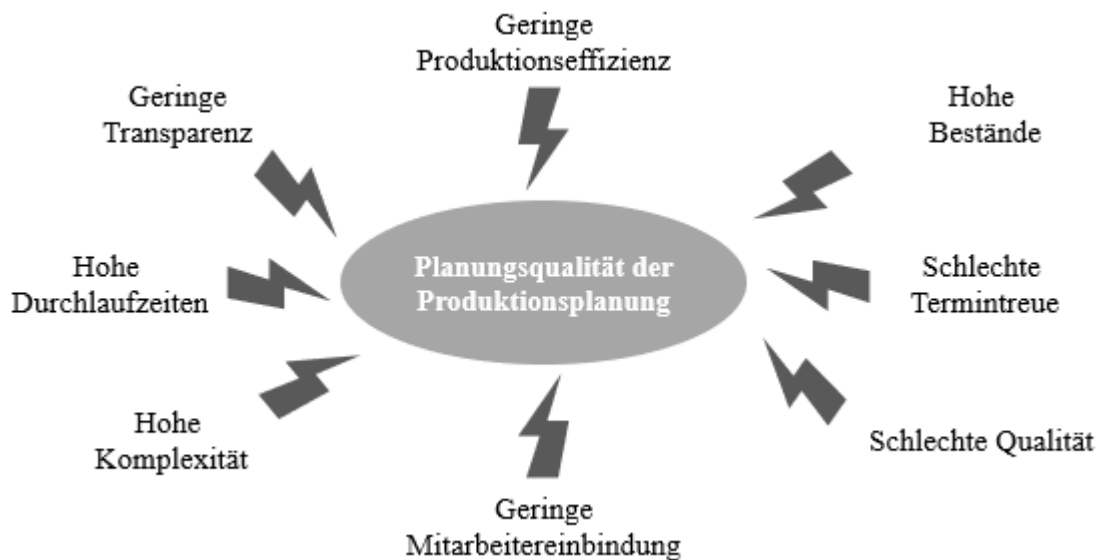 Geringe
Produktionseffizienz
Geringe
Transparenz
Hohe
Bestände
Hohe
Durchlaufzeiten
Planungsqualität der
Produktionsplanung
Schlechte
Termintreue
Hohe
Komplexität
Schlechte Qualität
Geringe
Mitarbeitereinbindung